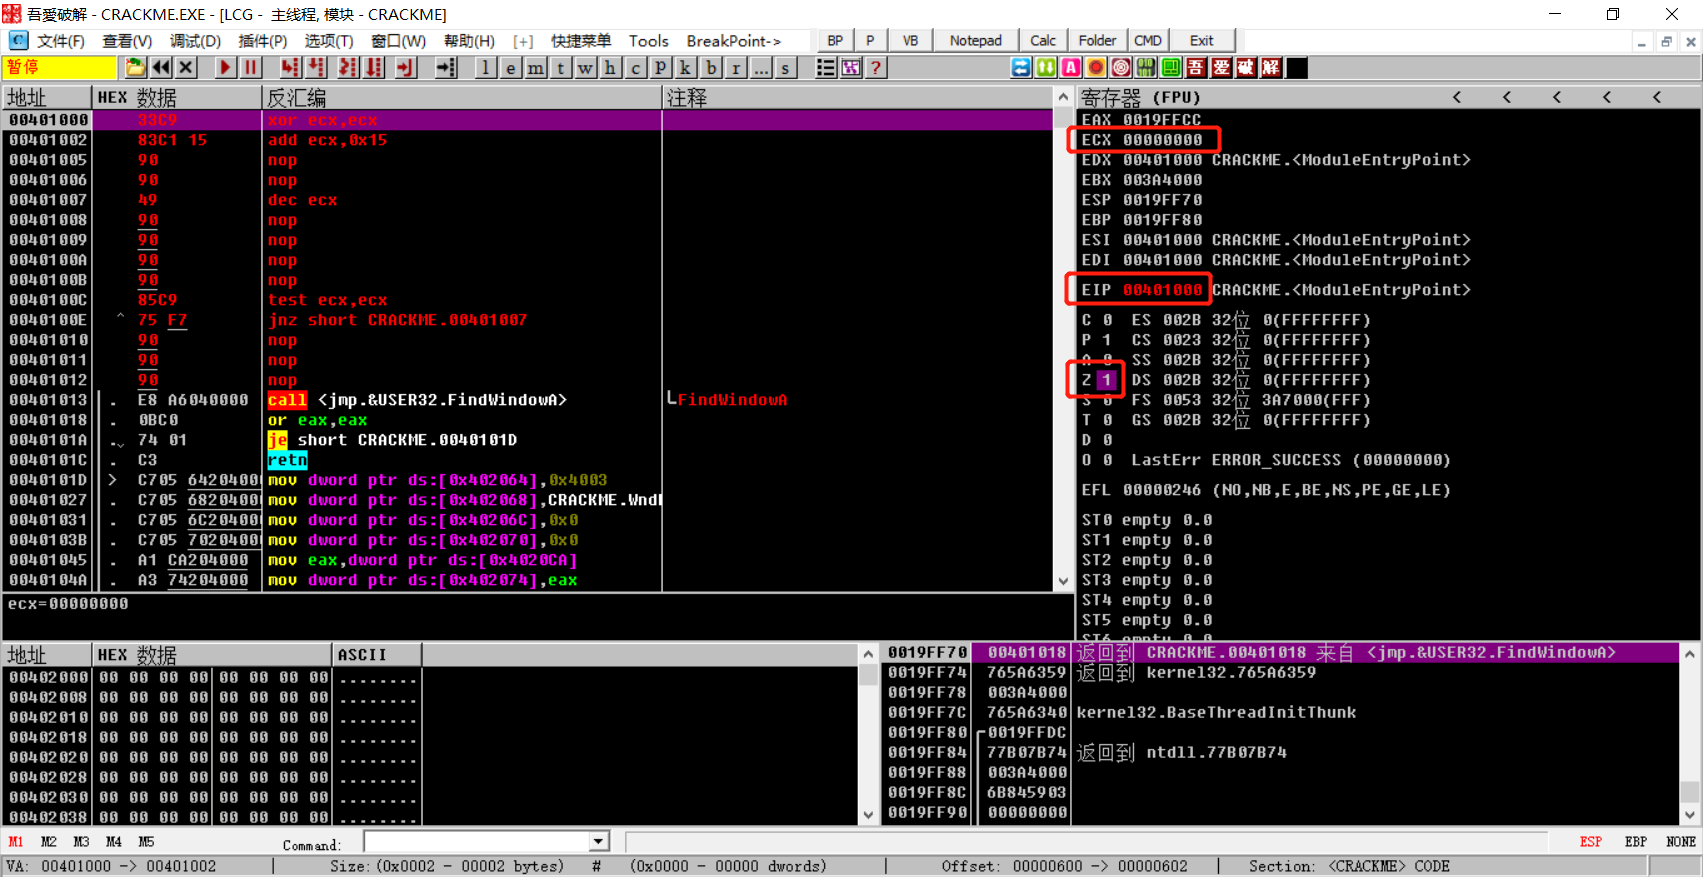 吾愛破解 - CRACKME.EXE - [LCG - 主线程, 模块 - CRACKME]
C 文件(F) 查看(V) 调试(D) 插件(P) 选项(T) 窗口(W) 帮助(H) [+] 快捷菜单 Tools BreakPoint-> BP P VB Notepad Calc Folder CMD Exit
暂停 l e m t w h c P k b r ... s ? A 吾 爱 破 解
地址 HEX 数据 反汇编 注释
00401000 33C9 xor ecx,ecx
00401002 83C1 15 add ecx,0x15
00401005 90 nop
00401006 90 nop
00401007 49 dec ecx
00401008 90 nop
00401009 90 nop
0040100A 90 nop
0040100B 90 nop
0040100C 85C9 test ecx,ecx
0040100E ^ 75 F7 jnz short CRACKME.00401007
00401010 90 nop
00401011 90 nop
00401012 90 nop
00401013 . E8 A6040000 call <jmp.&USER32.FindWindowA> FindWindowA
00401018 . 0BC0 or eax,eax
0040101A . 74 01 je short CRACKME.0040101D
0040101C . C3 retn
0040101D > C705 64204000 mov dword ptr ds:[0x402064],0x4003
00401027 . C705 68204000 mov dword ptr ds:[0x402068],CRACKME.Wnd
00401031 . C705 6C204000 mov dword ptr ds:[0x40206C],0x0
0040103B . C705 70204000 mov dword ptr ds:[0x402070],0x0
00401045 . A1 CA204000 mov eax,dword ptr ds:[0x4020CA]
0040104A . A3 74204000 mov dword ptr ds:[0x402074],eax
ecx=00000000
寄存器 (FPU) < < < < <
EAX 0019FFCC
ECX 00000000
EDX 00401000 CRACKME.<ModuleEntryPoint>
EBX 003A4000
ESP 0019FF70
EBP 0019FF80
ESI 00401000 CRACKME.<ModuleEntryPoint>
EDI 00401000 CRACKME.<ModuleEntryPoint>
EIP 00401000 CRACKME.<ModuleEntryPoint>
C 0 ES 002B 32位 0(FFFFFFFF)
P 1 CS 0023 32位 0(FFFFFFFF)
A 0 SS 002B 32位 0(FFFFFFFF)
Z 1 DS 002B 32位 0(FFFFFFFF)
S 0 FS 0053 32位 3A7000(FFF)
T 0 GS 002B 32位 0(FFFFFFFF)
D 0
O 0 LastErr ERROR_SUCCESS (00000000)
EFL 00000246 (NO,NB,E,BE,NS,PE,GE,LE)
ST0 empty 0.0
ST1 empty 0.0
ST2 empty 0.0
ST3 empty 0.0
ST4 empty 0.0
ST5 empty 0.0
ST6 empty 0.0
地址 HEX 数据 ASCII
00402000 00 00 00 00 00 00 00 00 ........
00402008 00 00 00 00 00 00 00 00 ........
00402010 00 00 00 00 00 00 00 00 ........
00402018 00 00 00 00 00 00 00 00 ........
00402020 00 00 00 00 00 00 00 00 ........
00402028 00 00 00 00 00 00 00 00 ........
00402030 00 00 00 00 00 00 00 00 ........
00402038 00 00 00 00 00 00 00 00 ........
0019FF70 00401018 返回到 CRACKME.00401018 来自 <jmp.&USER32.FindWindowA>
0019FF74 765A6359 返回到 kernel32.765A6359
0019FF78 003A4000
0019FF7C 765A6340 kernel32.BaseThreadInitThunk
0019FF80 0019FFDC
0019FF84 77B07B74 返回到 ntdll.77B07B74
0019FF88 003A4000
0019FF8C 6B845903
0019FF90 00000000
M1 M2 M3 M4 M5 Command: ESP EBP NONE
VA: 00401000 -> 00401002 | Size:(0x0002 - 00002 bytes) # (0x0000 - 00000 dwords) | Offset: 00000600 -> 00000602 | Section: <CRACKME> CODE